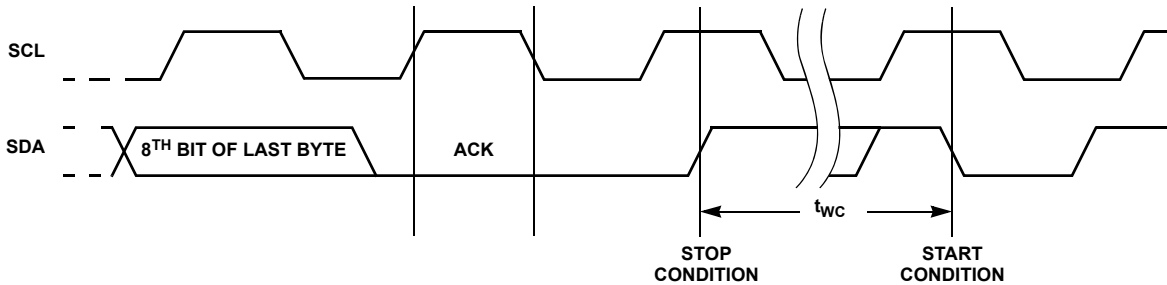 SCL
SDA
8TH BIT OF LAST BYTE
ACK
tWC
STOP
CONDITION
START
CONDITION